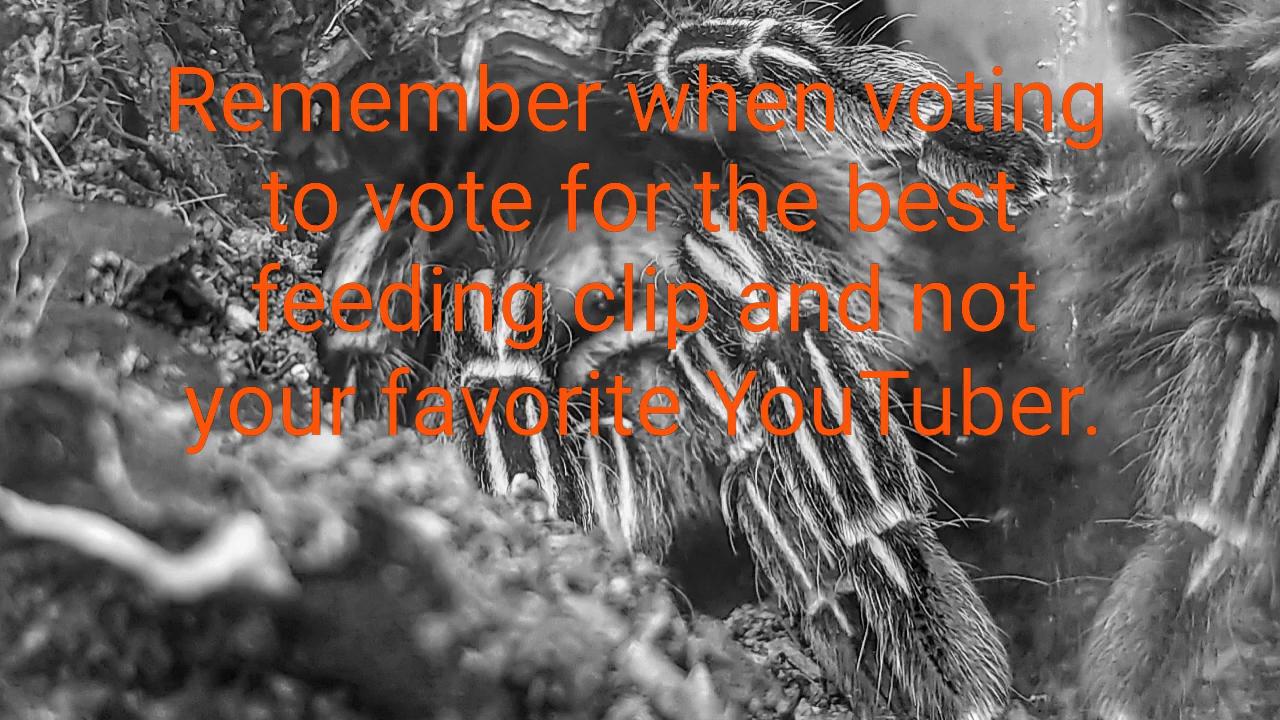 Remember when voting
to vote for the best
feeding clip and not
your favorite YouTuber.